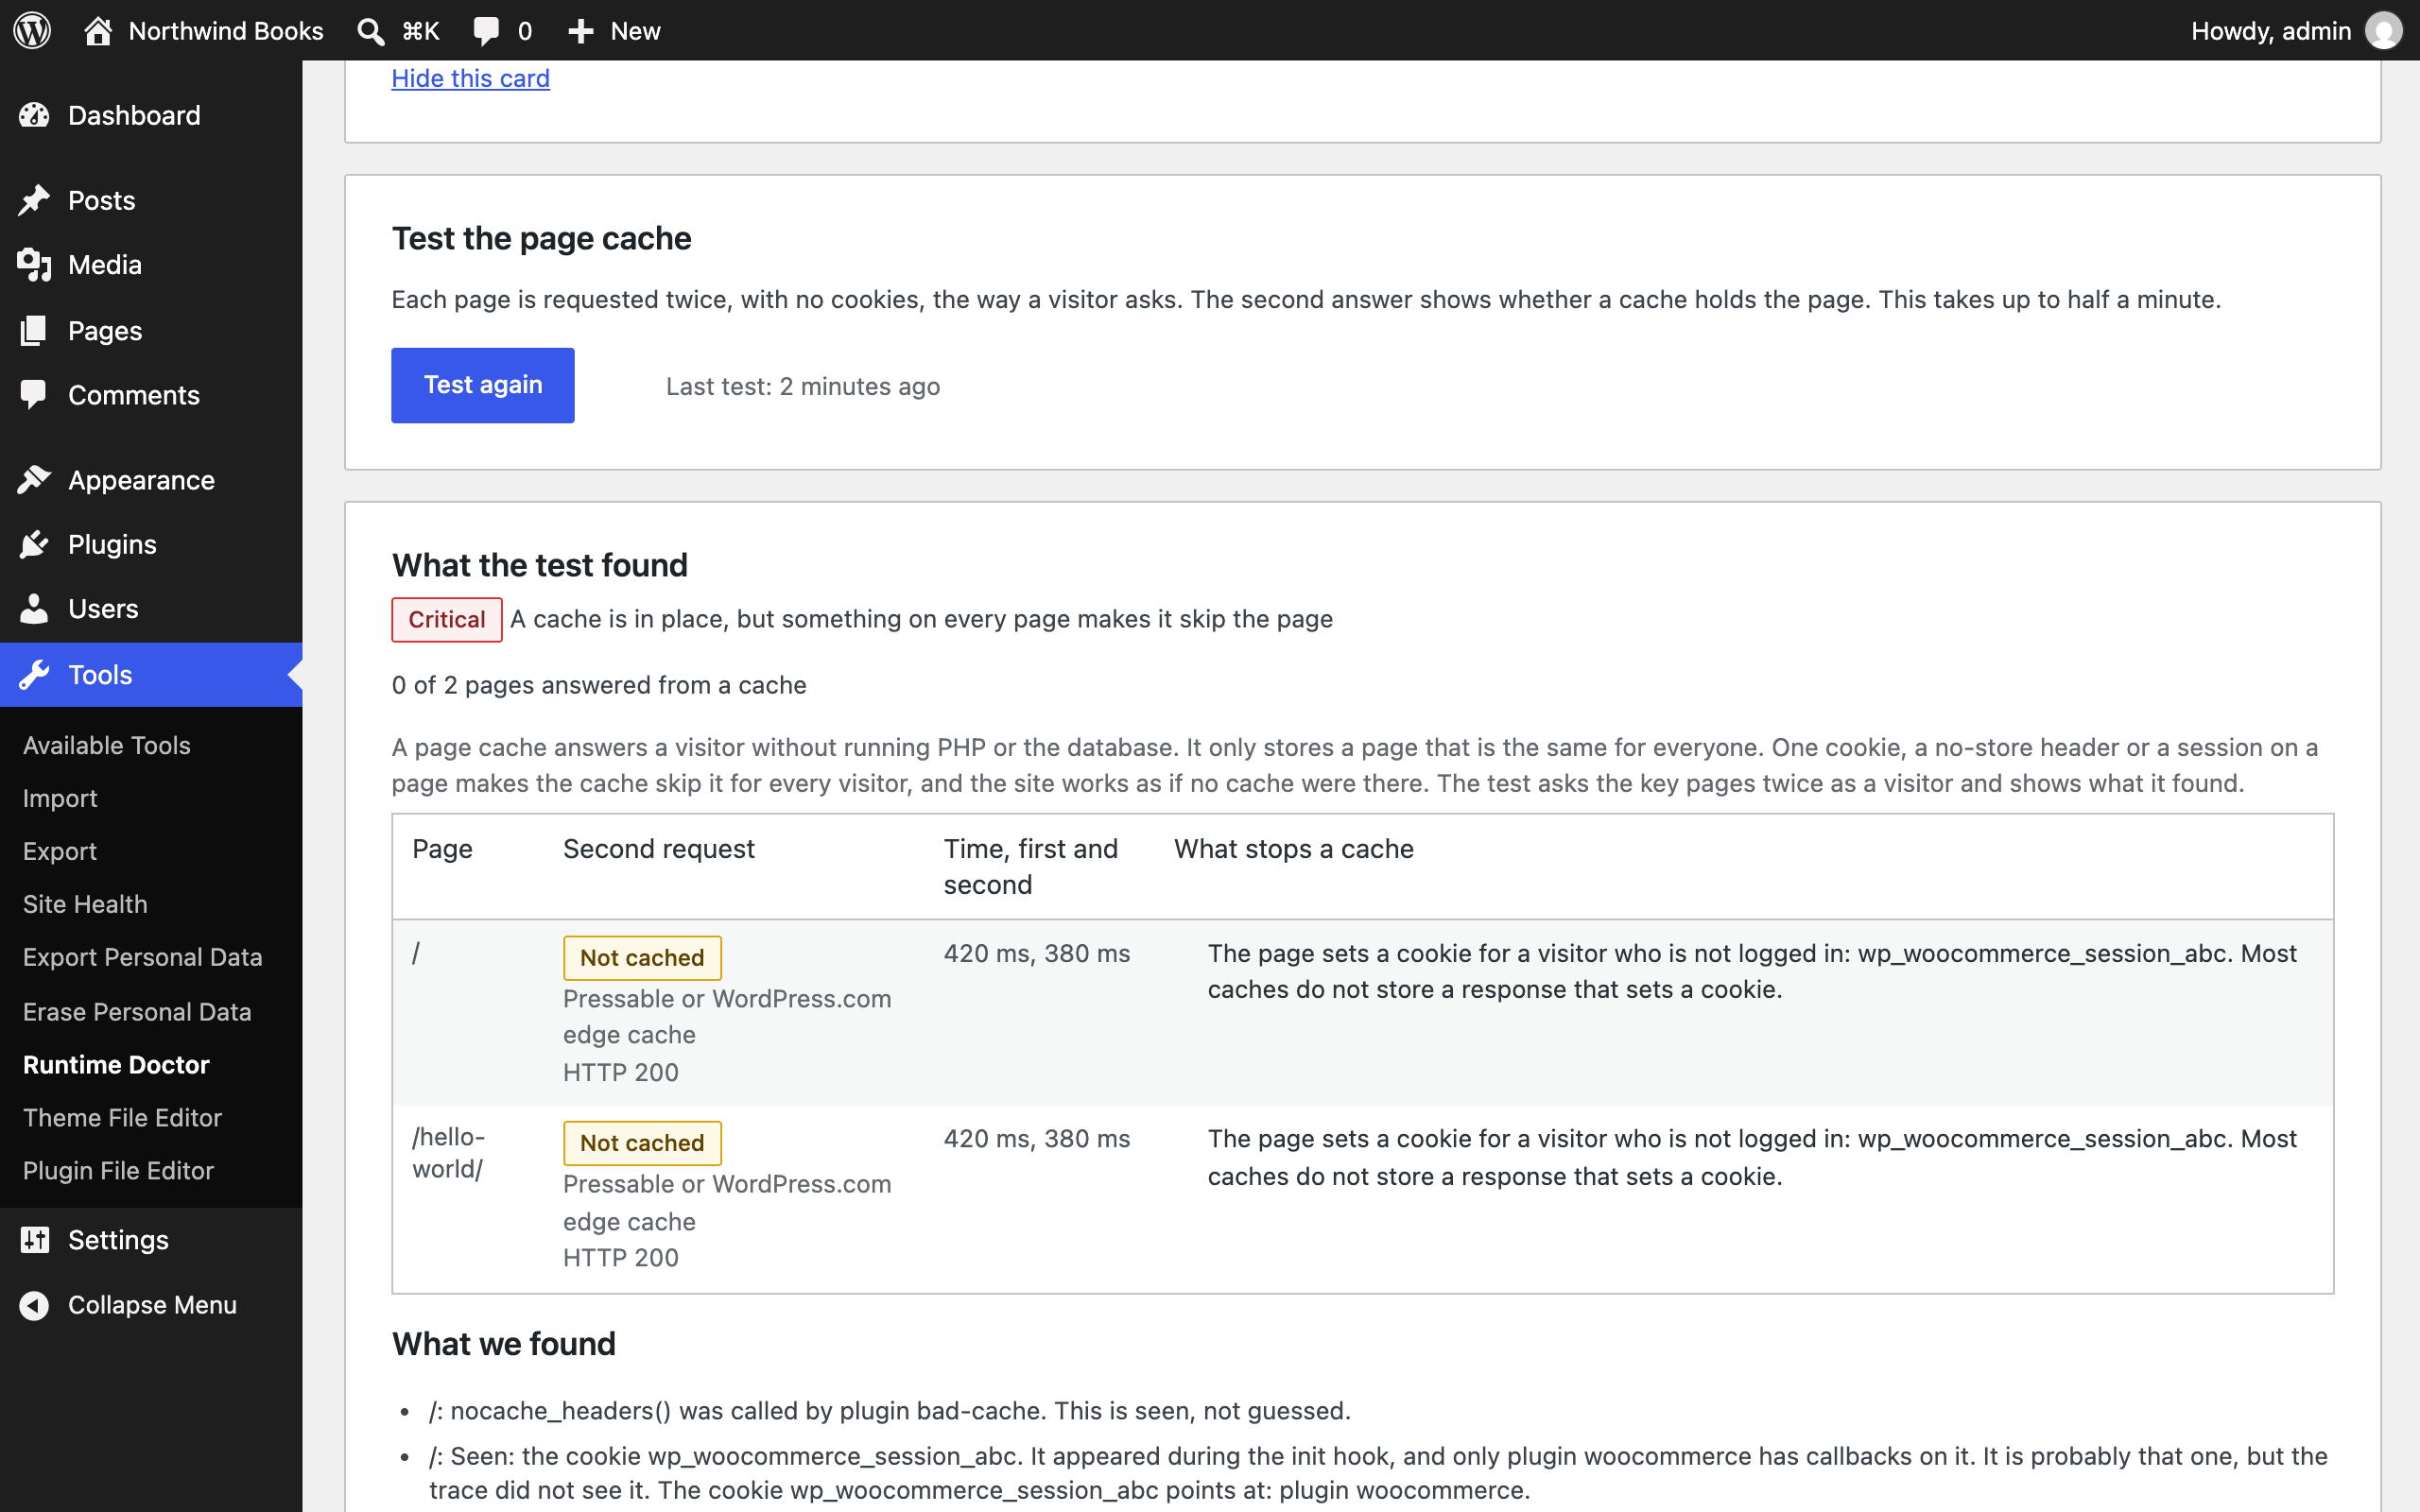 Northwind Books
⌘K
0
New
Howdy, admin
Dashboard
Posts
Media
Pages
Comments
Appearance
Plugins
Users
Tools
Available Tools
Import
Export
Site Health
Export Personal Data
Erase Personal Data
Runtime Doctor
Theme File Editor
Plugin File Editor
Settings
Collapse Menu
Hide this card
Test the page cache
Each page is requested twice, with no cookies, the way a visitor asks. The second answer shows whether a cache holds the page. This takes up to half a minute.
Test again
Last test: 2 minutes ago
What the test found
Critical A cache is in place, but something on every page makes it skip the page
0 of 2 pages answered from a cache
A page cache answers a visitor without running PHP or the database. It only stores a page that is the same for everyone. One cookie, a no-store header or a session on a
page makes the cache skip it for every visitor, and the site works as if no cache were there. The test asks the key pages twice as a visitor and shows what it found.
Page
Second request
Time, first and
second
What stops a cache
/
Not cached
Pressable or WordPress.com
edge cache
HTTP 200
420 ms, 380 ms
The page sets a cookie for a visitor who is not logged in: wp_woocommerce_session_abc. Most
caches do not store a response that sets a cookie.
/hello-
world/
Not cached
Pressable or WordPress.com
edge cache
HTTP 200
420 ms, 380 ms
The page sets a cookie for a visitor who is not logged in: wp_woocommerce_session_abc. Most
caches do not store a response that sets a cookie.
What we found
• /: nocache_headers() was called by plugin bad-cache. This is seen, not guessed.
• /: Seen: the cookie wp_woocommerce_session_abc. It appeared during the init hook, and only plugin woocommerce has callbacks on it. It is probably that one, but the
trace did not see it. The cookie wp_woocommerce_session_abc points at: plugin woocommerce.